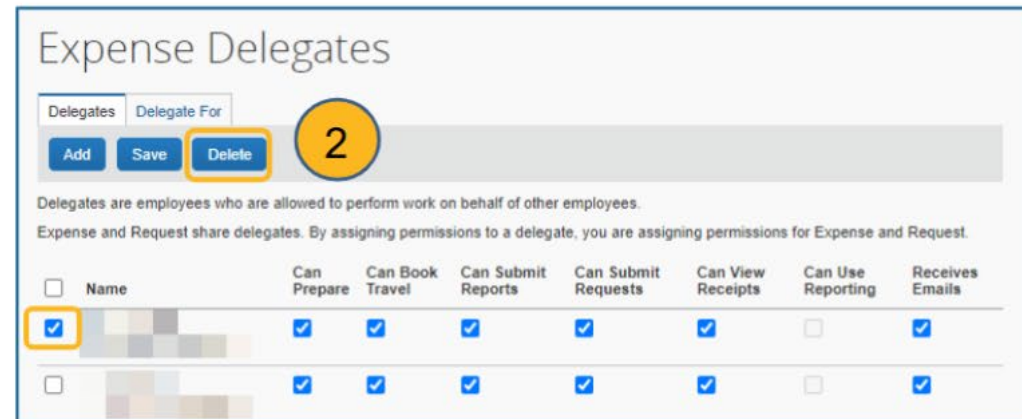 Expense Delegates
Delegates Delegate For
Add Save Delete 2
Delegates are employees who are allowed to perform work on behalf of other employees.
Expense and Request share delegates. By assigning permissions to a delegate, you are assigning permissions for Expense and Request.
Name Can Prepare Can Book Travel Can Submit Reports Can Submit Requests Can View Receipts Can Use Reporting Receives Emails